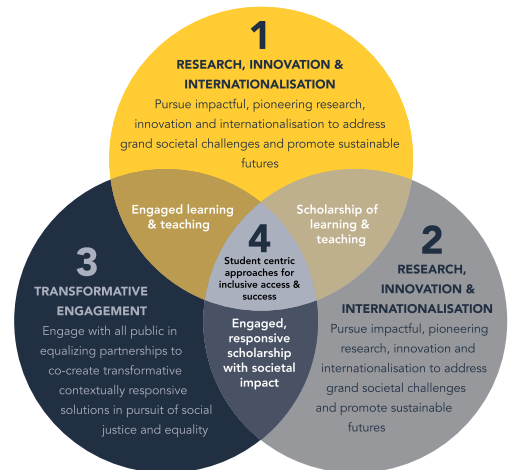 1
RESEARCH, INNOVATION &
INTERNATIONALISATION
Pursue impactful, pioneering research,
innovation and internationalisation to address
grand societal challenges and promote sustainable
futures
Engaged learning
& teaching
Scholarship of
learning &
teaching
4
Student centric
approaches for
inclusive access &
success
3
TRANSFORMATIVE
ENGAGEMENT
Engage with all public in
equalizing partnerships to
co-create transformative
contextually responsive
solutions in pursuit of social
justice and equality
2
RESEARCH,
INNOVATION &
INTERNATIONALISATION
Pursue impactful, pioneering
research, innovation and
internationalisation to address
grand societal challenges
and promote sustainable
futures
Engaged,
responsive
scholarship
with societal
impact